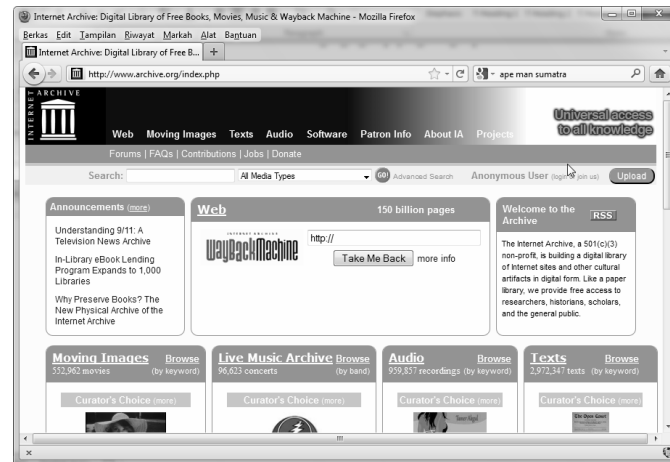 Internet Archive: Digital Library of Free Books, Movies, Music & Wayback Machine - Mozilla Firefox
Berkas Edit Tampilan Riwayat Markah Alat Bantuan
Internet Archive: Digital Library of Free B...
http://www.archive.org/index.php ape man sumatra
INTERNET ARCHIVE
Universal access
to all knowledge
Web Moving Images Texts Audio Software Patron Info About IA Projects
Forums | FAQs | Contributions | Jobs | Donate
Search: All Media Types GO! Advanced Search Anonymous User (login or join us) Upload
Announcements (more)
Understanding 9/11: A
Television News Archive
In-Library eBook Lending
Program Expands to 1,000
Libraries
Why Preserve Books? The
New Physical Archive of the
Internet Archive
Web 150 billion pages
INTERNET ARCHIVE
WayBackMachine
http://
Take Me Back more info
Welcome to the
Archive RSS
The Internet Archive, a 501(c)(3)
non-profit, is building a digital library
of Internet sites and other cultural
artifacts in digital form. Like a paper
library, we provide free access to
researchers, historians, scholars,
and the general public.
Moving Images Browse
552,962 movies (by keyword)
Curator's Choice (more)
Live Music Archive Browse
96,623 concerts (by band)
Curator's Choice (more)
Audio Browse
959,857 recordings (by keyword)
Curator's Choice (more)
Texts Browse
2,972,347 texts (by keyword)
Curator's Choice (more)